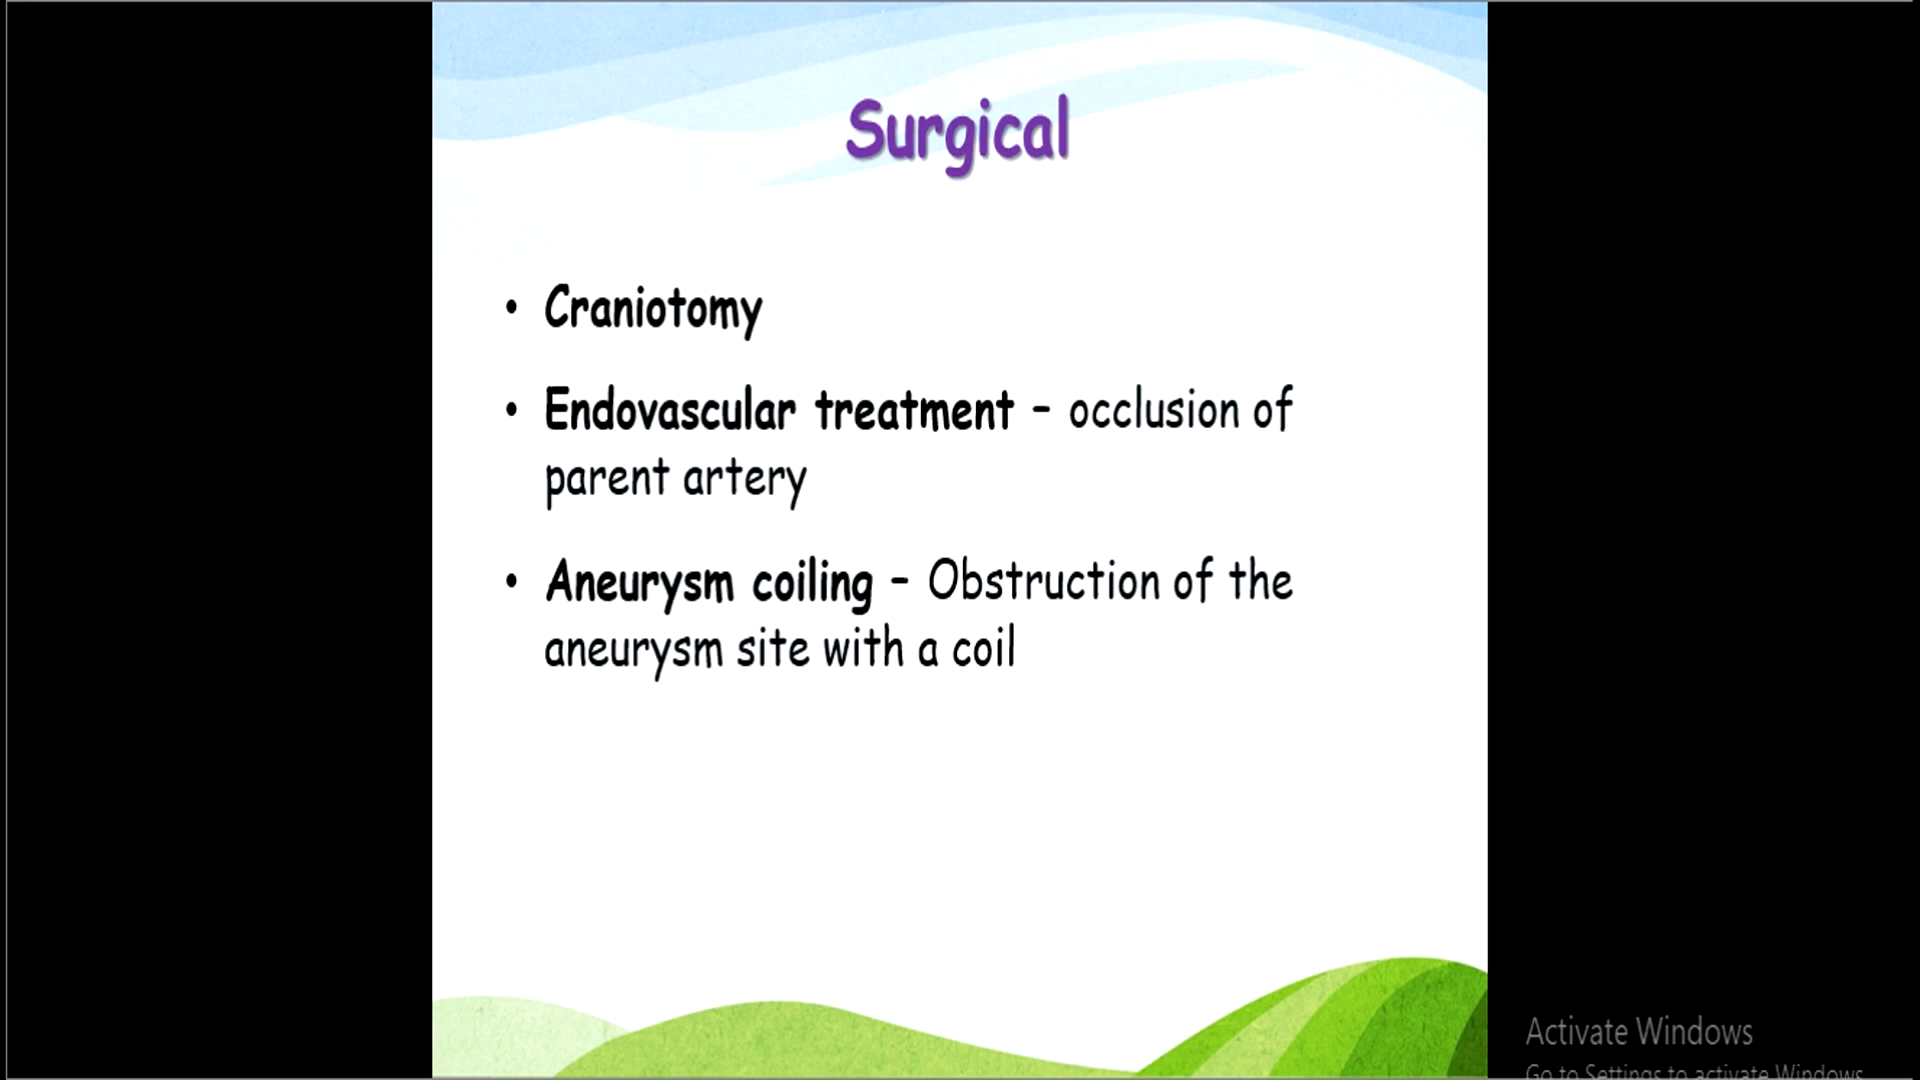 Surgical
• Craniotomy
• Endovascular treatment – occlusion of
parent artery
• Aneurysm coiling – Obstruction of the
aneurysm site with a coil
Activate Windows
Go to Settings to activate Windows.